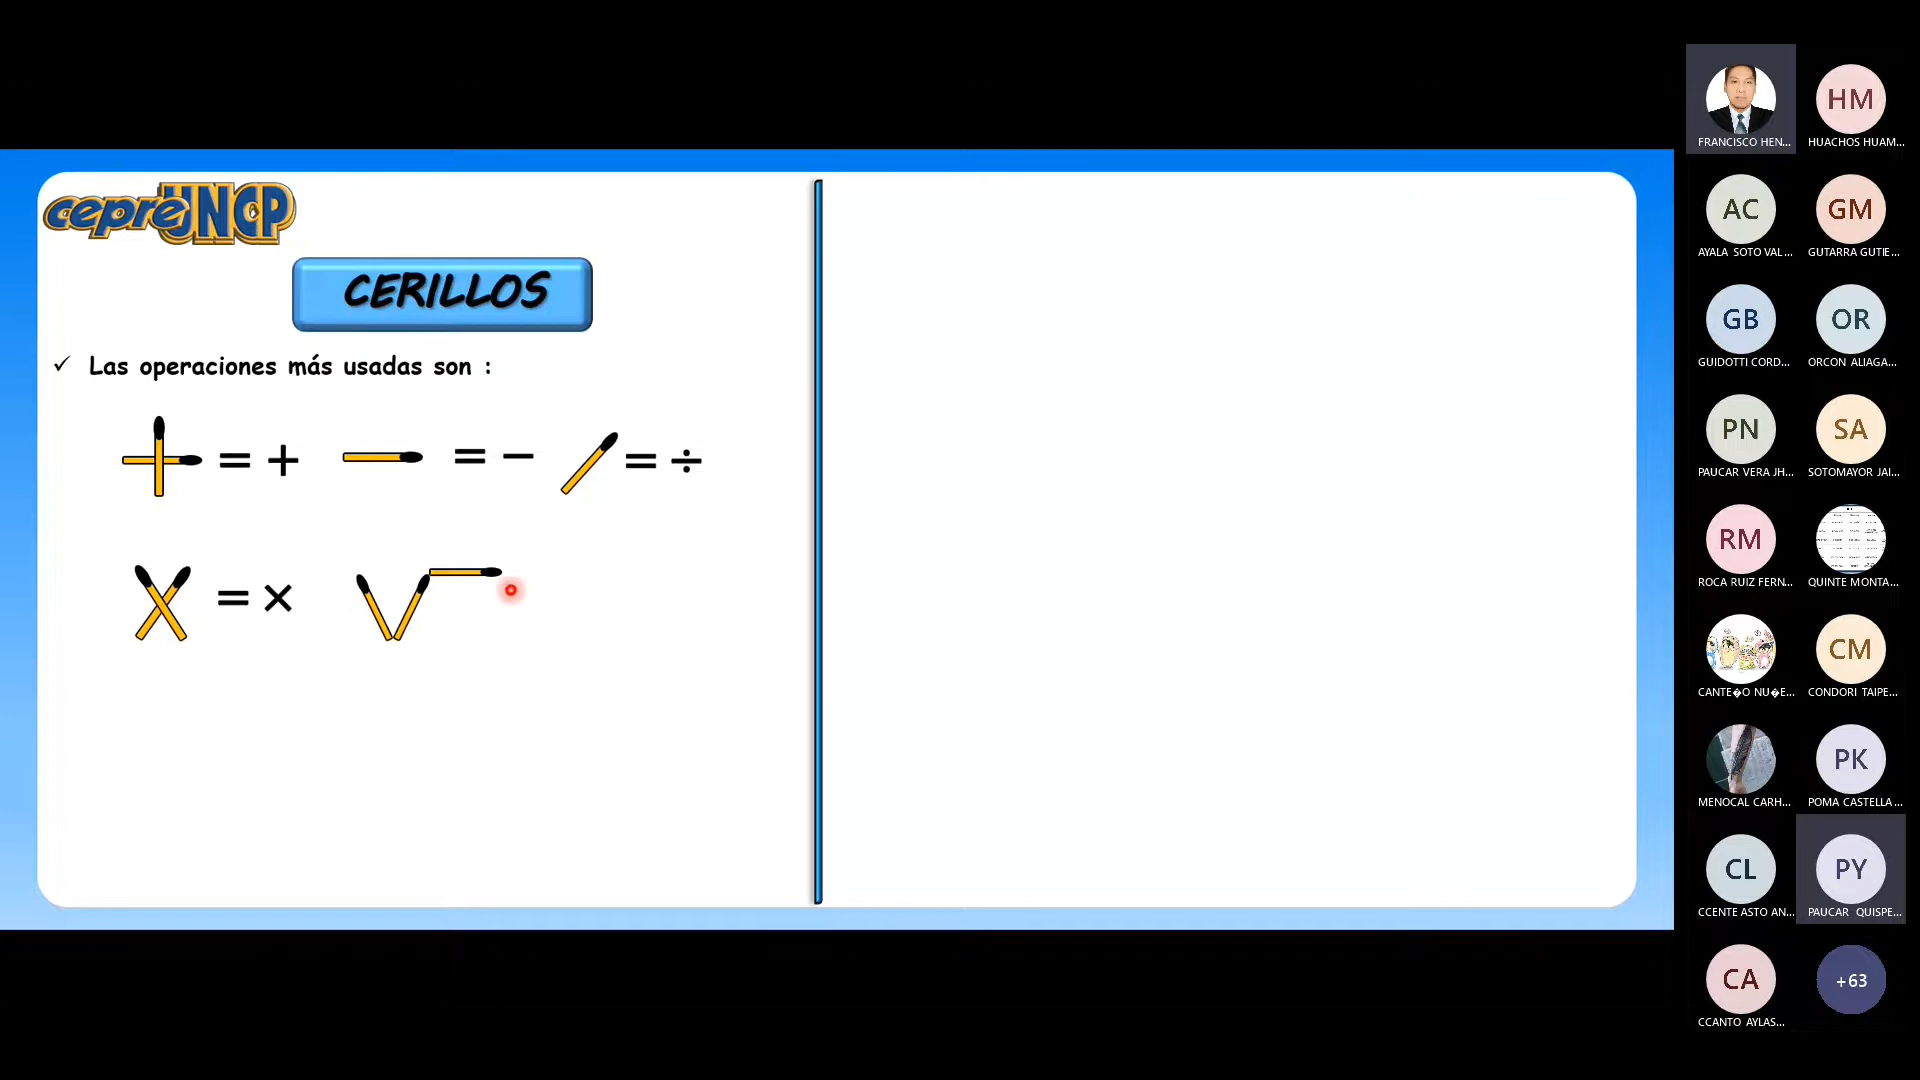 cepreUNCP
CERILLOS
✓ Las operaciones más usadas son :
= + = − = ÷
= ×
FRANCISCO HEN...
HM
HUACHOS HUAM...
AC
AYALA SOTO VAL...
GM
GUTARRA GUTIE...
GB
GUIDOTTI CORD...
OR
ORCON ALIAGA...
PN
PAUCAR VERA JH...
SA
SOTOMAYOR JAI...
RM
ROCA RUIZ FERN...
QUINTE MONTA...
CANTE�O NU�E...
CM
CONDORI TAIPE...
MENOCAL CARH...
PK
POMA CASTELLA...
CL
CCENTE ASTO AN...
PY
PAUCAR QUISPE...
CA
CCANTO AYLAS...
+63